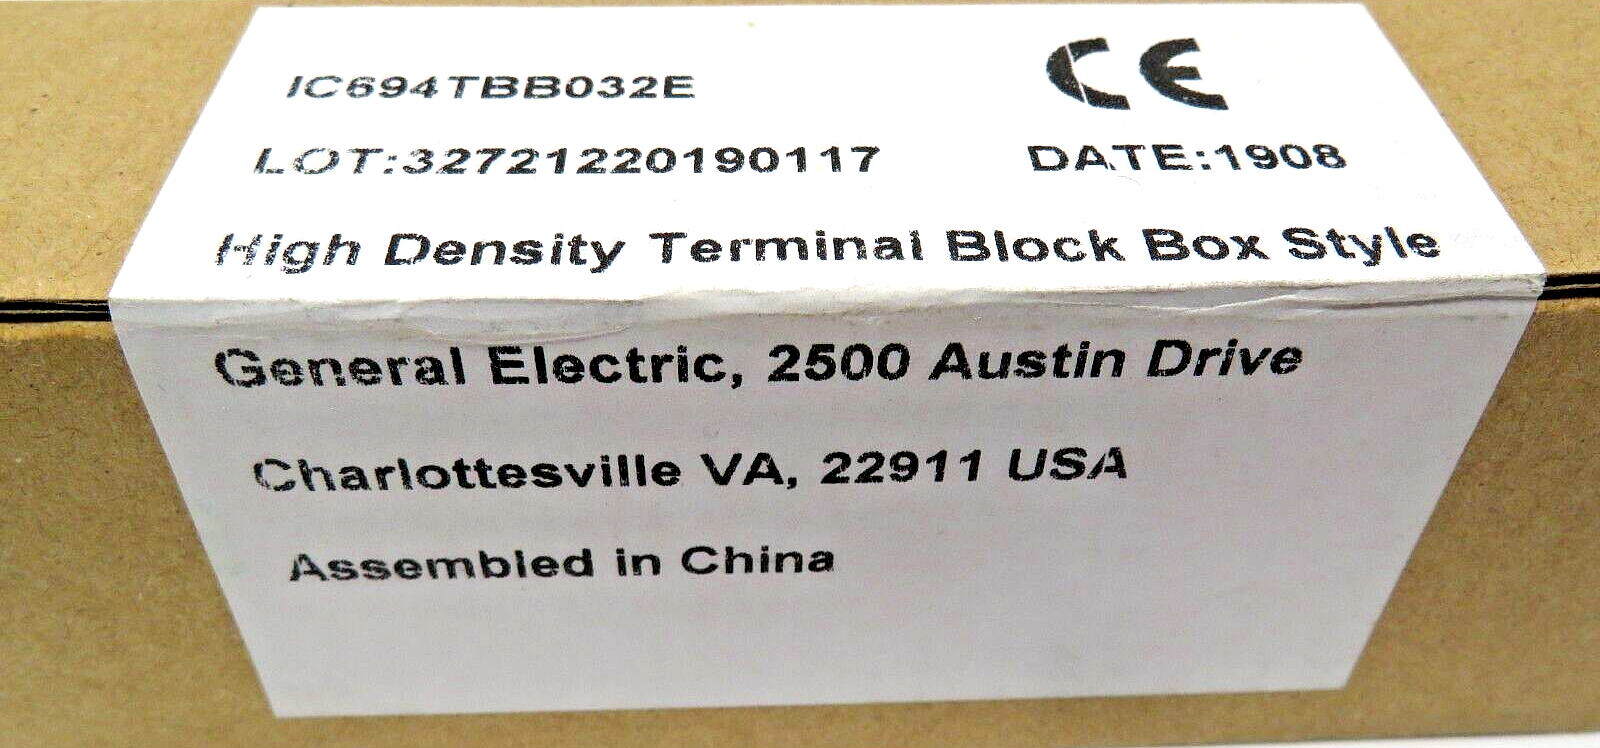 IC694TBB032E
CE
LOT:32721220190117 DATE:1908
High Density Terminal Block Box Style
General Electric, 2500 Austin Drive
Charlottesville VA, 22911 USA
Assembled in China